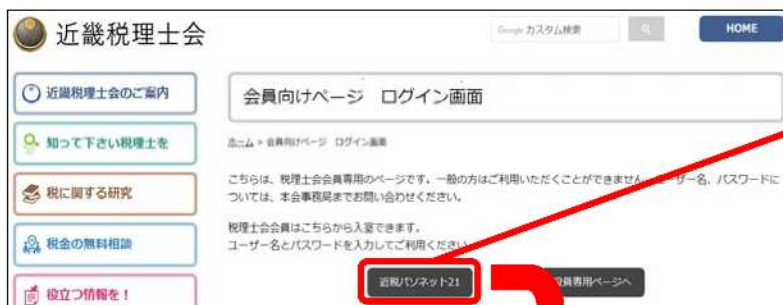 近畿税理士会
Google カスタム検索
HOME
近畿税理士会のご案内
知って下さい税理士を
税に関する研究
税金の無料相談
役立つ情報を!
会員向けページ ログイン画面
ホーム > 会員向けページ ログイン画面
こちらは、税理士会会員専用のページです。一般の方はご利用いただくことができません。ユーザー名、パスワードに
ついては、本会事務局までお問い合わせください。
税理士会会員はこちらから入室できます。
ユーザー名とパスワードを入力してご利用ください
近税パソネット21
役員専用ページへ